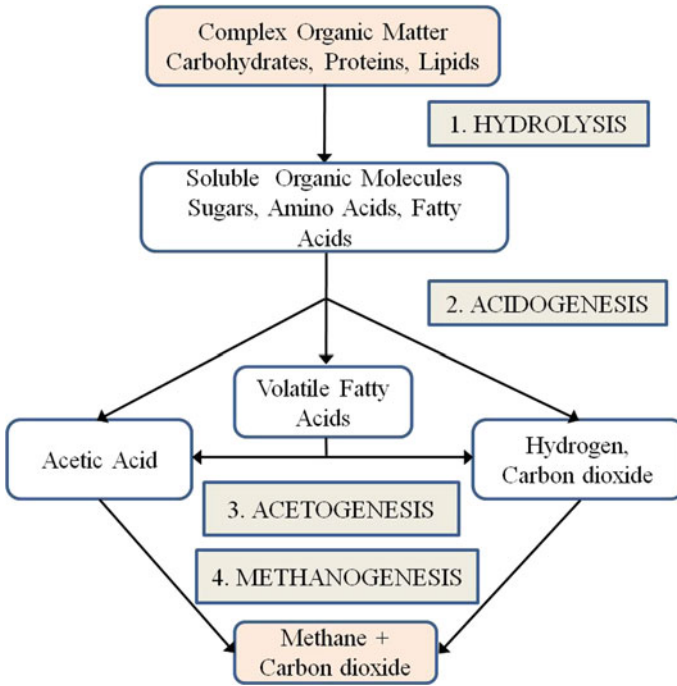 Complex Organic Matter
Carbohydrates, Proteins, Lipids
1. HYDROLYSIS
Soluble Organic Molecules
Sugars, Amino Acids, Fatty
Acids
2. ACIDOGENESIS
Volatile Fatty
Acids
Acetic Acid
Hydrogen,
Carbon dioxide
3. ACETOGENESIS
4. METHANOGENESIS
Methane +
Carbon dioxide